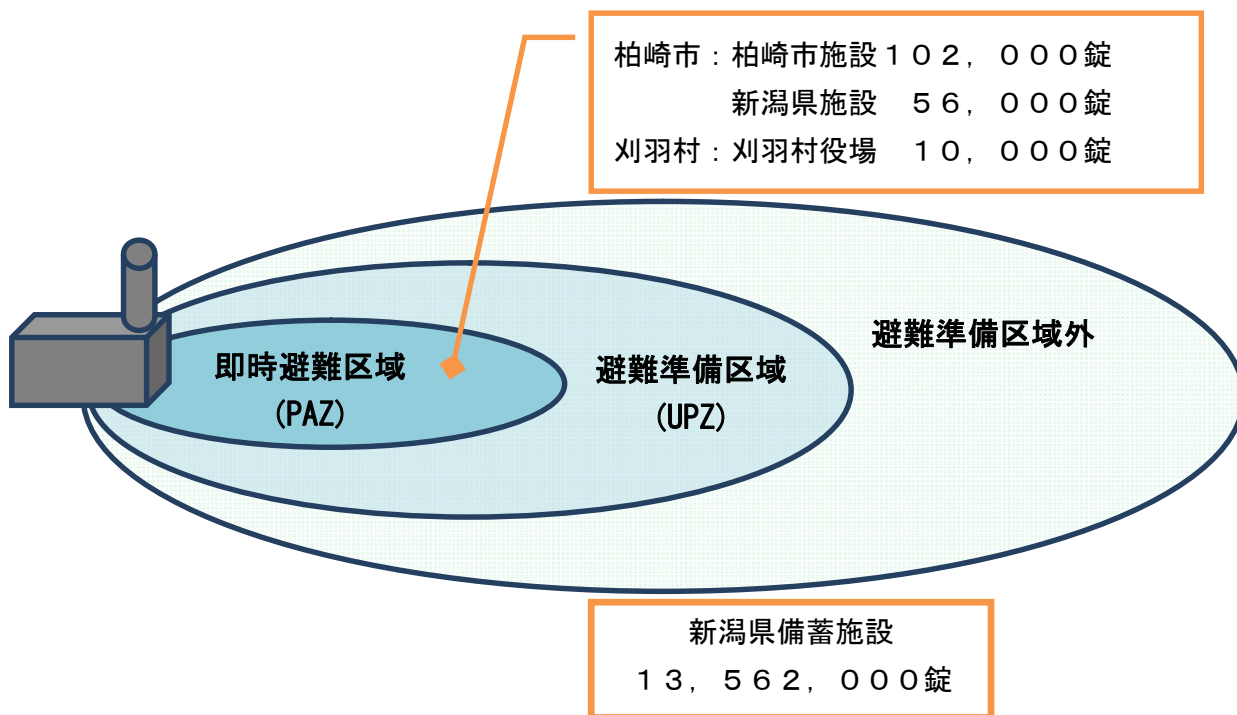 柏崎市：柏崎市施設１０２，０００錠
新潟県施設　５６，０００錠
刈羽村：刈羽村役場　１０，０００錠
避難準備区域外
即時避難区域
(PAZ)
避難準備区域
(UPZ)
新潟県備蓄施設
１３，５６２，０００錠